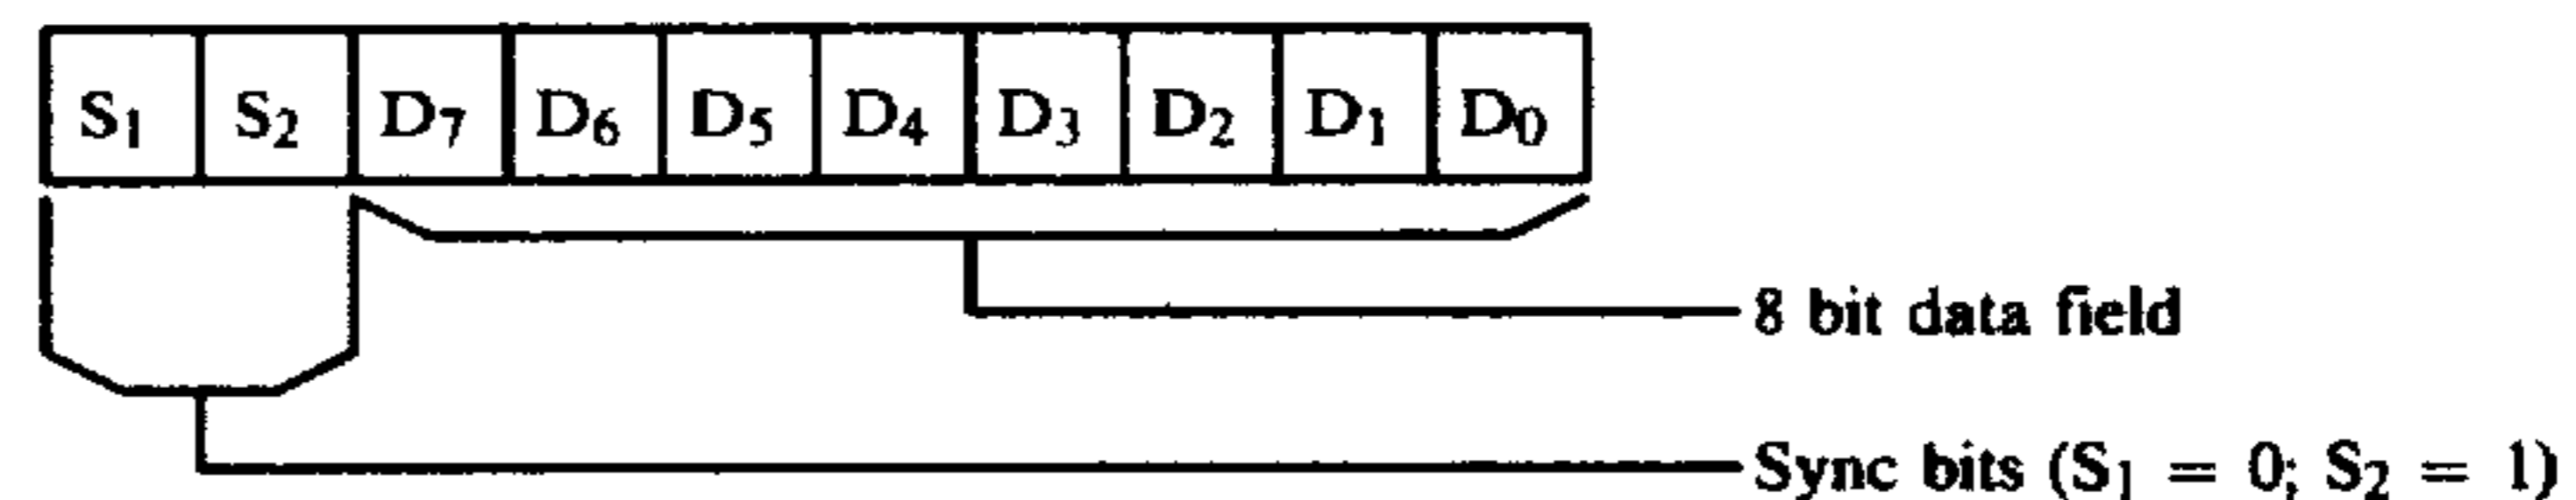 S₁ S₂ D₇ D₆ D₅ D₄ D₃ D₂ D₁ D₀
8 bit data field
Sync bits (S₁ = 0; S₂ = 1)